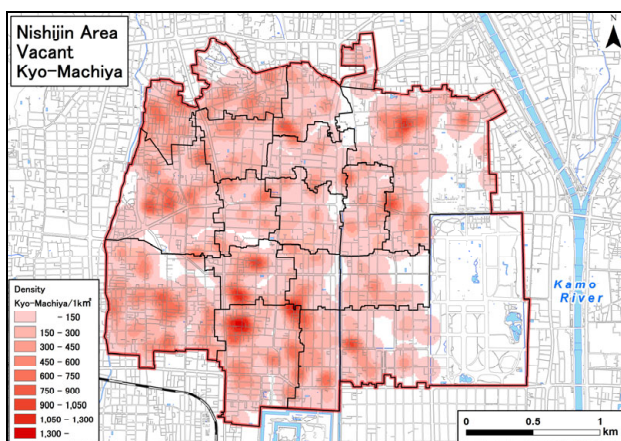 Nishijin Area
Vacant
Kyo-Machiya
N
Kamo
River
Density
Kyo-Machiya/1k㎡
- 150
150 - 300
300 - 450
450 - 600
600 - 750
750 - 900
900 - 1,050
1,050 - 1,300
1,300 -
0 0.5 1
km